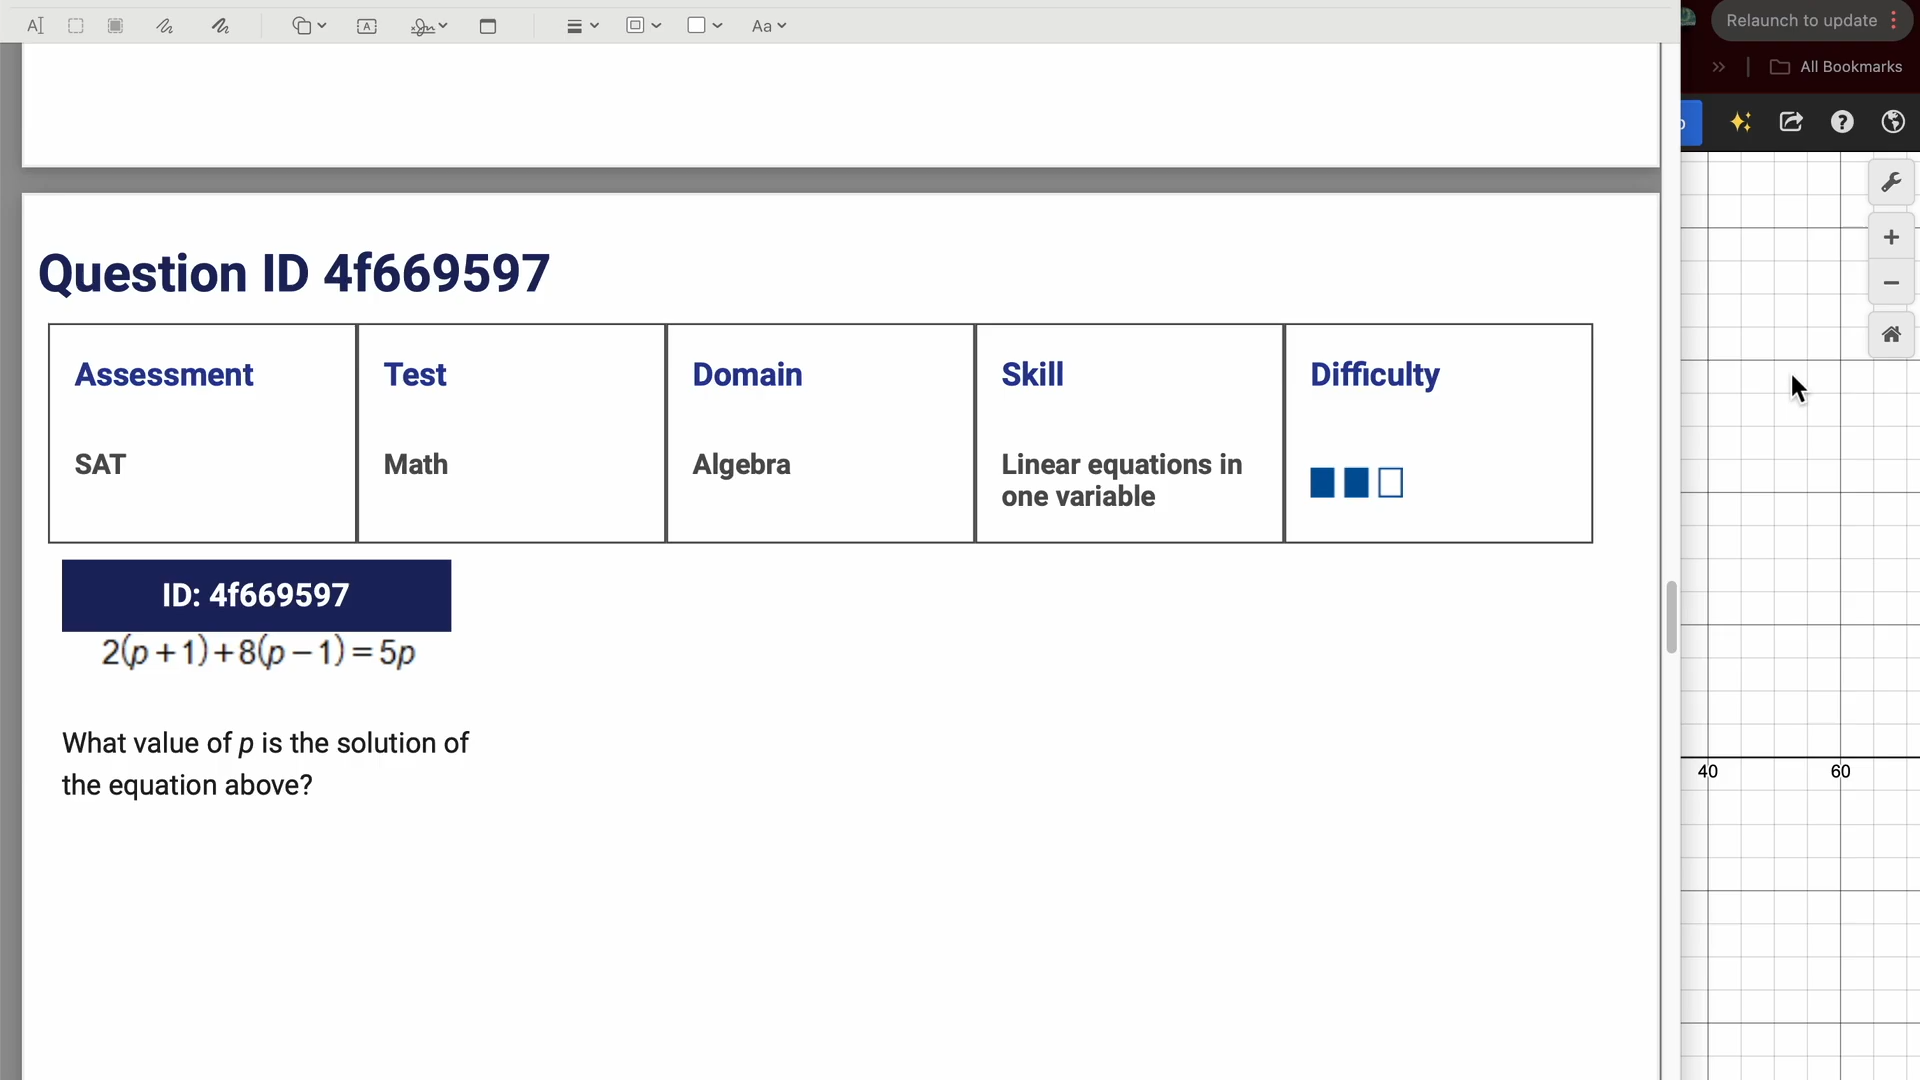 Relaunch to update
Aa
All Bookmarks
Question ID 4f669597
Assessment
Test
Domain
Skill
Difficulty
SAT
Math
Algebra
Linear equations in
one variable
ID: 4f669597
2(p+1)+8(p−1)=5p
What value of p is the solution of
the equation above?
40
60